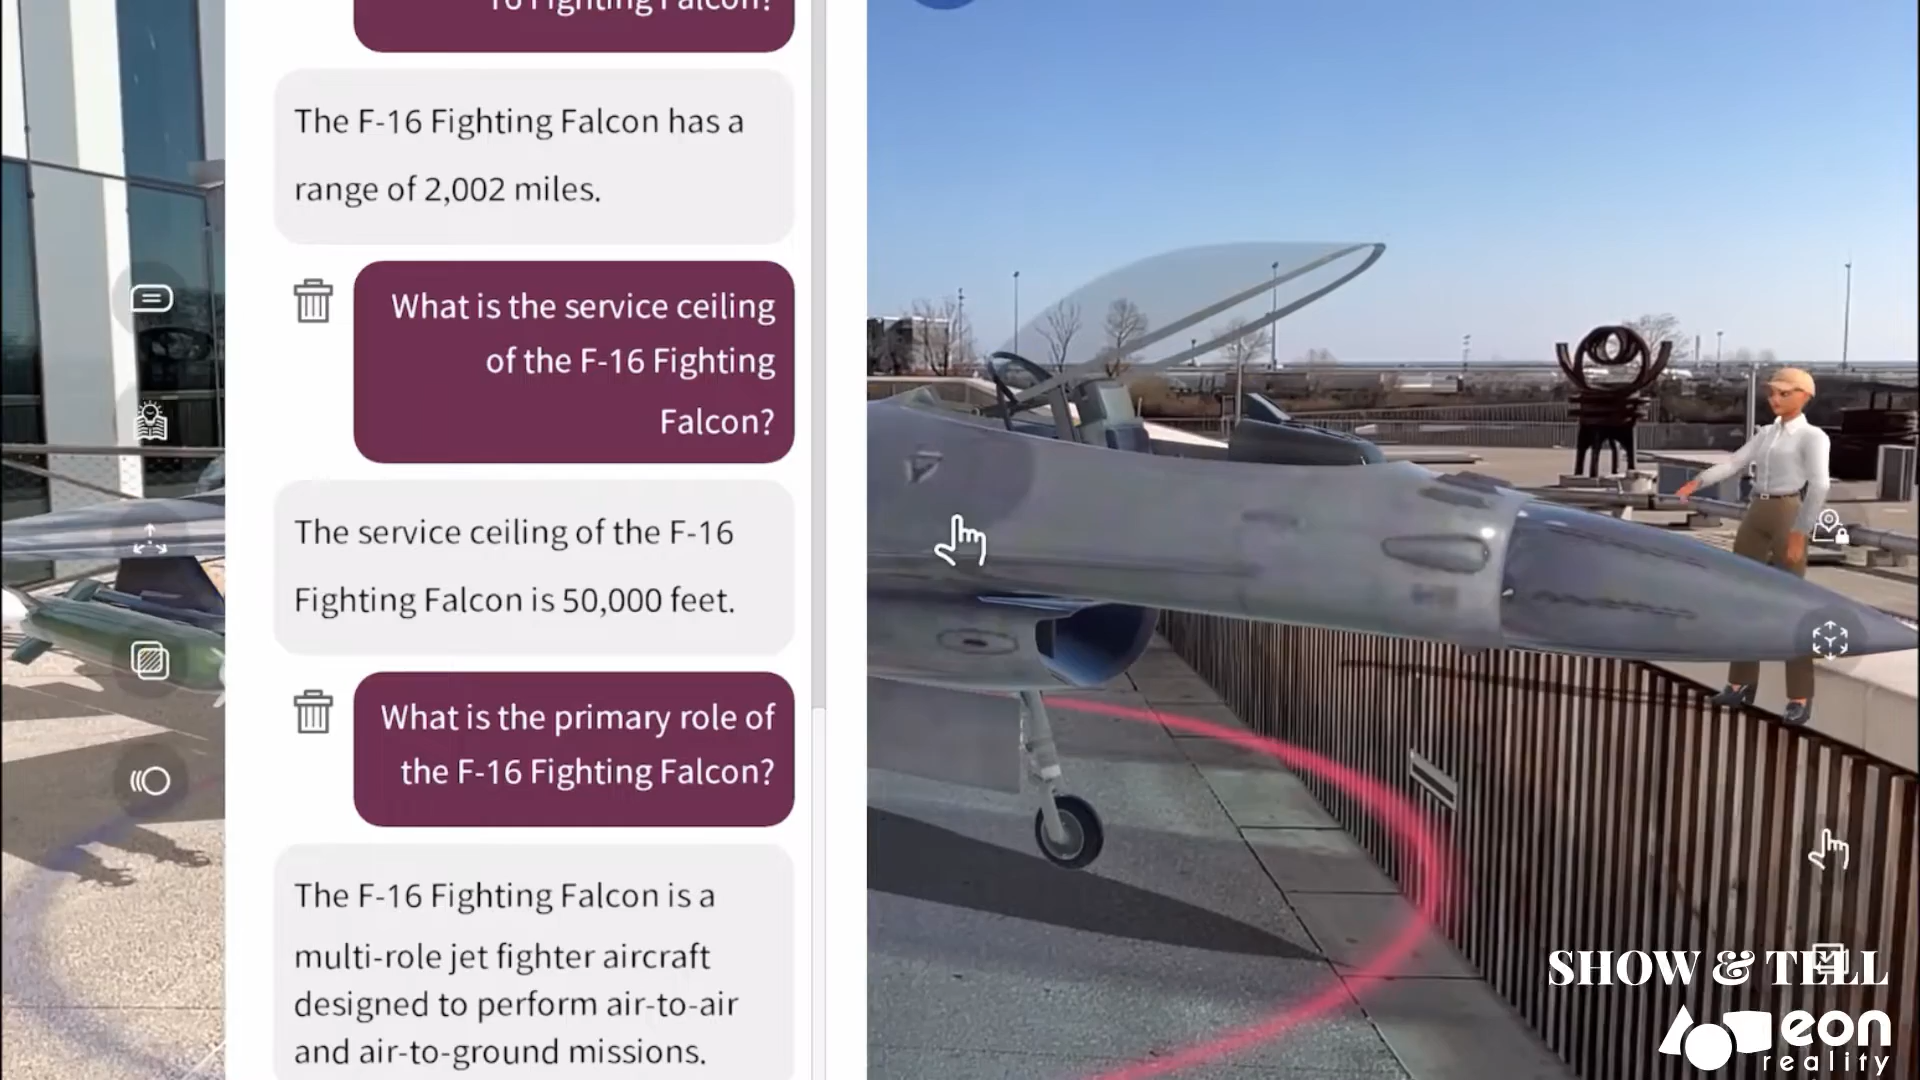 16 Fighting Falcon?
The F-16 Fighting Falcon has a
range of 2,002 miles.
What is the service ceiling
of the F-16 Fighting
Falcon?
The service ceiling of the F-16
Fighting Falcon is 50,000 feet.
What is the primary role of
the F-16 Fighting Falcon?
The F-16 Fighting Falcon is a
multi-role jet fighter aircraft
designed to perform air-to-air
and air-to-ground missions.
SHOW & TELL
eon
reality